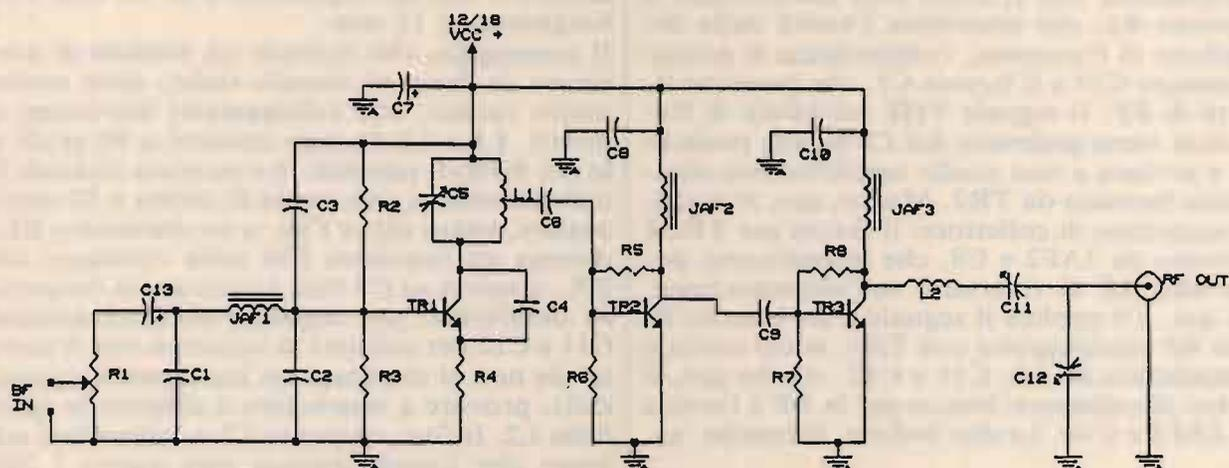 12/18
VCC +
C7
+
C8
C10
C3
R2
C5
L1
C6
JAF2
JAF3
R5
R8
C13
+
JAF1
TR1
C4
TR2
C9
TR3
L2
C11
RF OUT
R1
C1
C2
R3
R4
R6
R7
C12
BF
IN